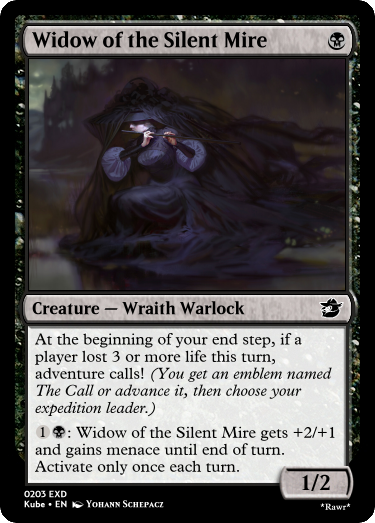 Widow of the Silent Mire
Creature — Wraith Warlock
At the beginning of your end step, if a
player lost 3 or more life this turn,
adventure calls! (You get an emblem named
The Call or advance it, then choose your
expedition leader.)
1 : Widow of the Silent Mire gets +2/+1
and gains menace until end of turn.
Activate only once each turn.
1/2
0203 EXD
Kube • EN Yohann Schepacz
*Rawr*